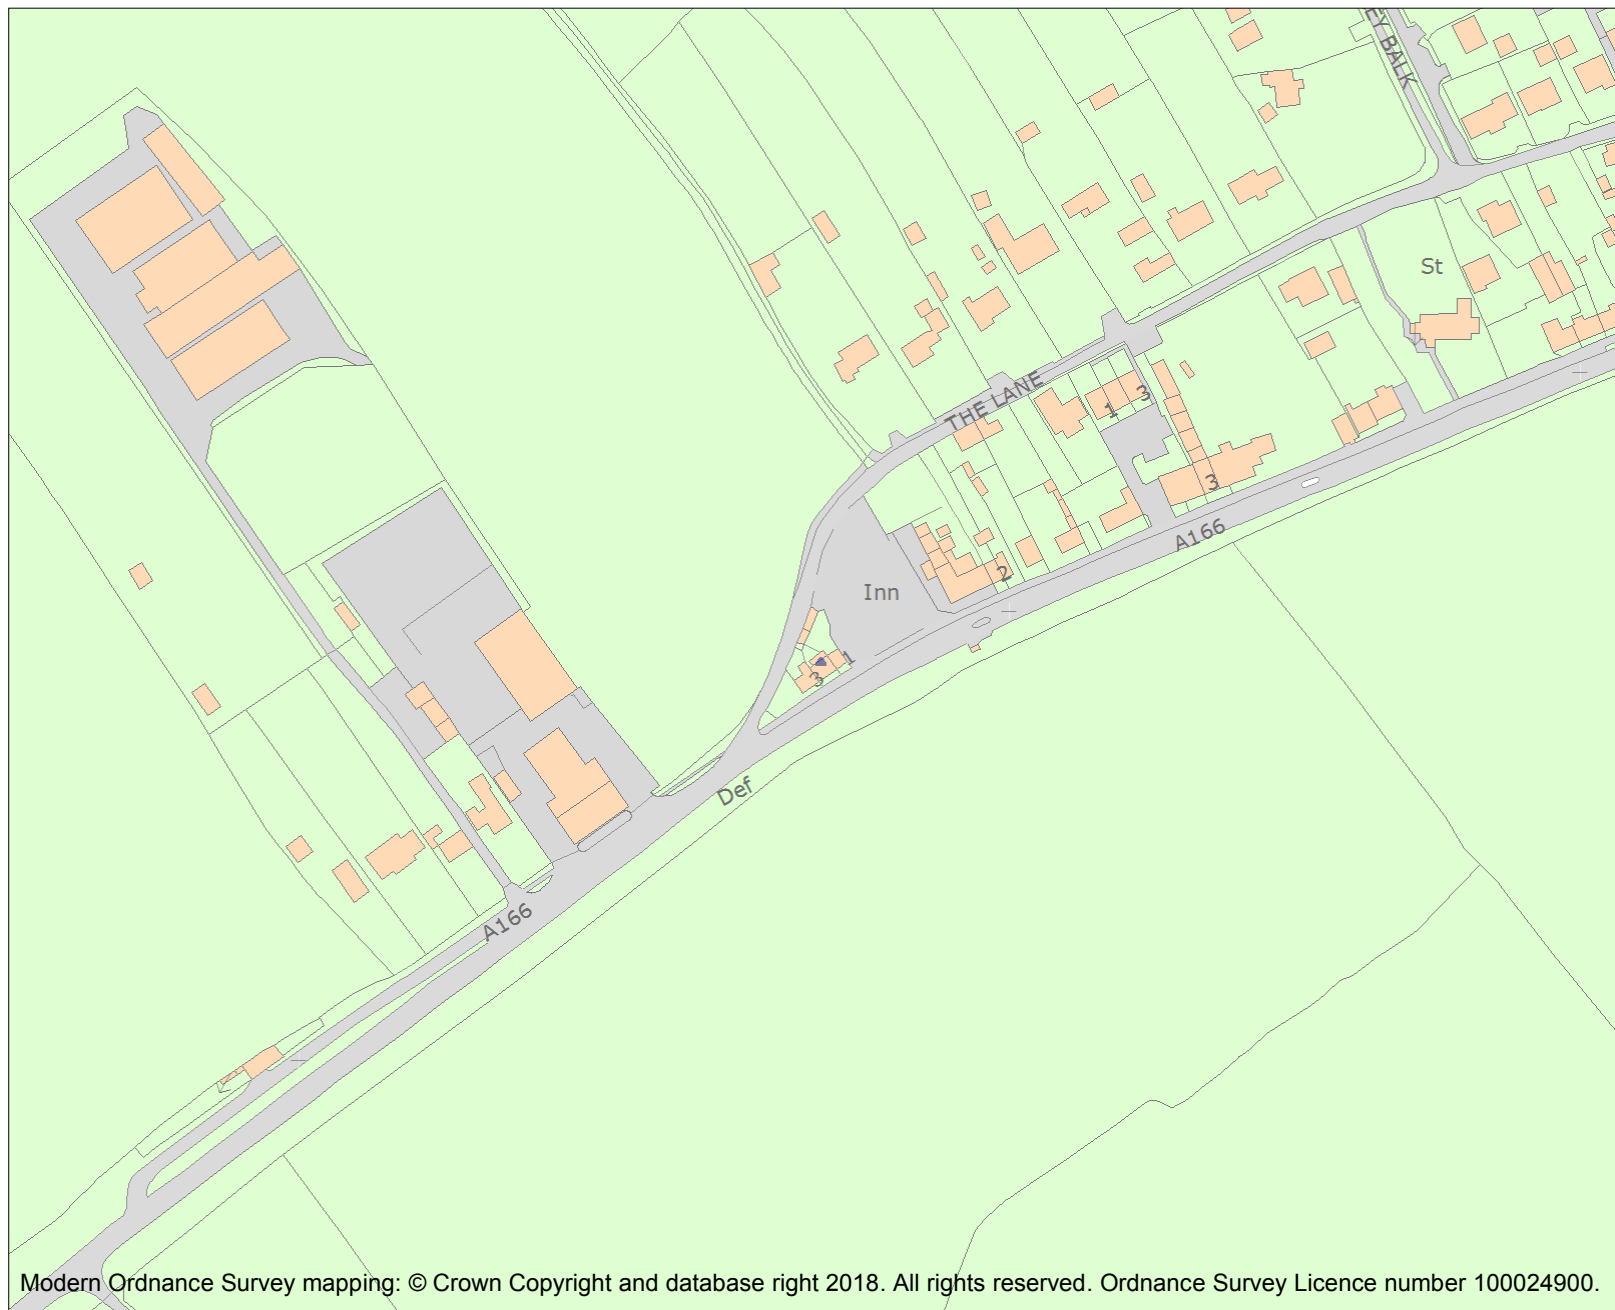 EY BALK
St
THE LANE
1
3
3
A166
Inn
2
1
3
Def
A166
Modern Ordnance Survey mapping: © Crown Copyright and database right 2018. All rights reserved. Ordnance Survey Licence number 100024900.